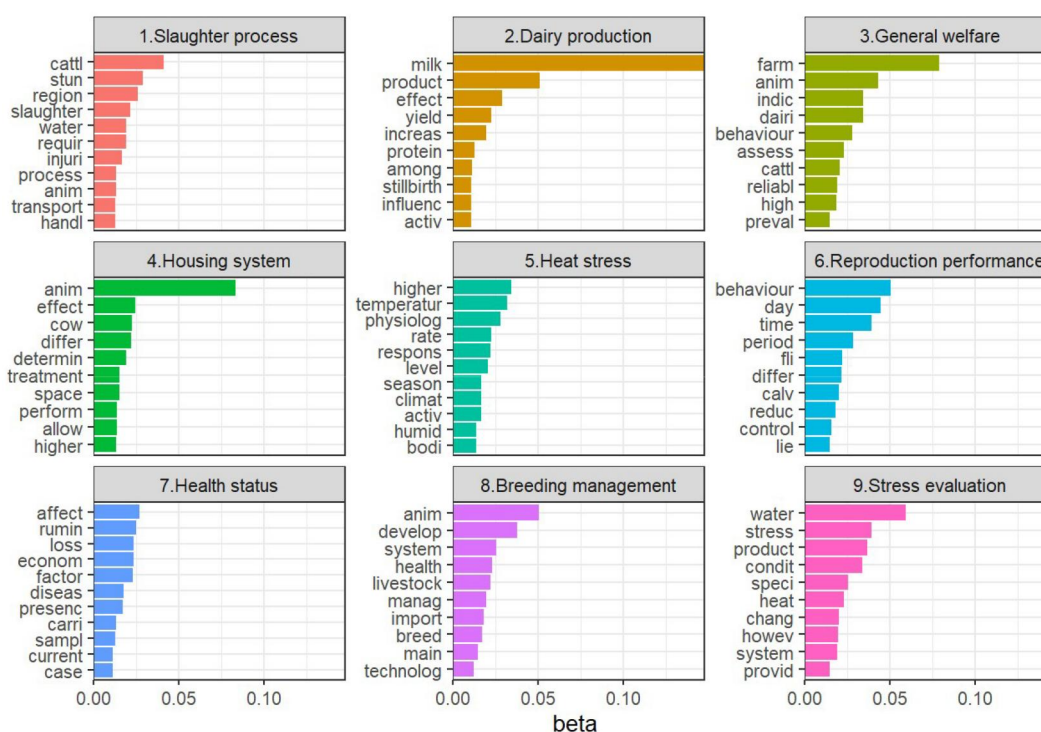 1.Slaughter process
cattl
stun
region
slaughter
water
requir
injuri
process
anim
transport
handl
2.Dairy production
milk
product
effect
yield
increas
protein
among
stillbirth
influenc
activ
3.General welfare
farm
anim
indic
dairi
behaviour
assess
cattl
reliabl
high
preval
4.Housing system
anim
effect
cow
differ
determin
treatment
space
perform
allow
higher
5.Heat stress
higher
temperatur
physiolog
rate
respons
level
season
climat
activ
humid
bodi
6.Reproduction performance
behaviour
day
time
period
fli
differ
calv
reduc
control
lie
7.Health status
affect
rumin
loss
econom
factor
diseas
presenc
carri
sampl
current
case
0.00 0.05 0.10
8.Breeding management
anim
develop
system
health
livestock
manag
import
breed
main
technolog
0.00 0.05 0.10
9.Stress evaluation
water
stress
product
condit
speci
heat
chang
howev
system
provid
0.00 0.05 0.10
beta